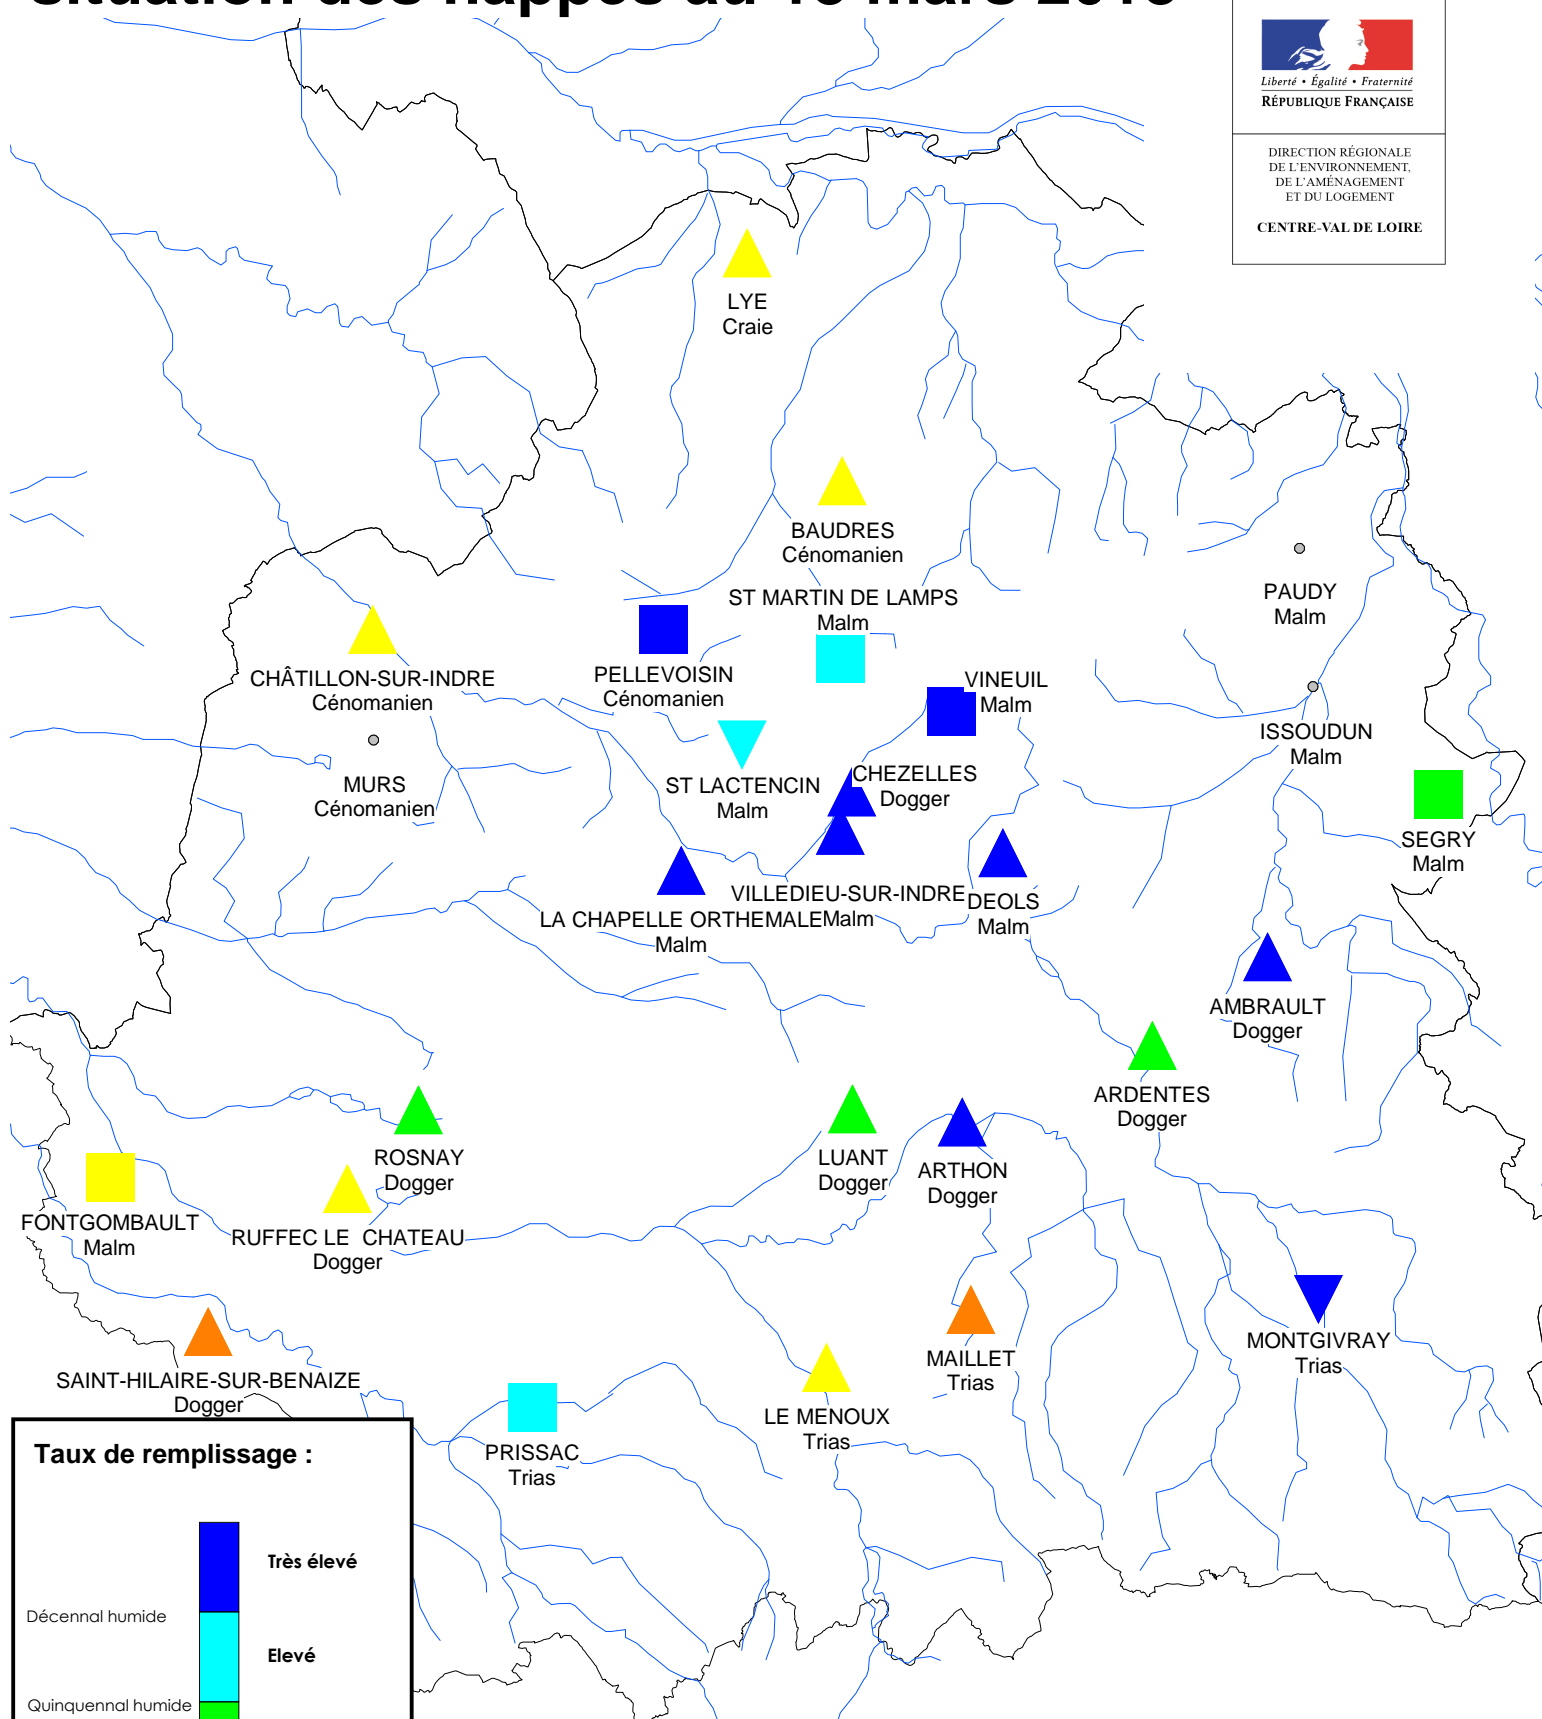 Liberté • Égalité • Fraternité
RÉPUBLIQUE FRANÇAISE
DIRECTION RÉGIONALE
DE L'ENVIRONNEMENT,
DE L'AMÉNAGEMENT
ET DU LOGEMENT
CENTRE-VAL DE LOIRE
LYE
Craie
BAUDRES
Cénomanien
ST MARTIN DE LAMPS
Malm
PAUDY
Malm
CHÂTILLON-SUR-INDRE
Cénomanien
PELLEVOISIN
Cénomanien
VINEUIL
Malm
ISSOUDUN
Malm
MURS
Cénomanien
ST LACTENCIN
Malm
CHEZELLES
Dogger
SEGRY
Malm
VILLEDIEU-SUR-INDRE
Malm
LA CHAPELLE ORTHEMALE
Malm
DEOLS
Malm
AMBRAULT
Dogger
ARDENTES
Dogger
ROSNAY
Dogger
LUANT
Dogger
ARTHON
Dogger
FONTGOMBAULT
Malm
RUFFEC LE CHATEAU
Dogger
MONTGIVRAY
Trias
MAILLET
Trias
SAINT-HILAIRE-SUR-BENAIZE
Dogger
LE MENOUX
Trias
PRISSAC
Trias
Taux de remplissage :
Très élevé
Décennal humide
Elevé
Quinquennal humide